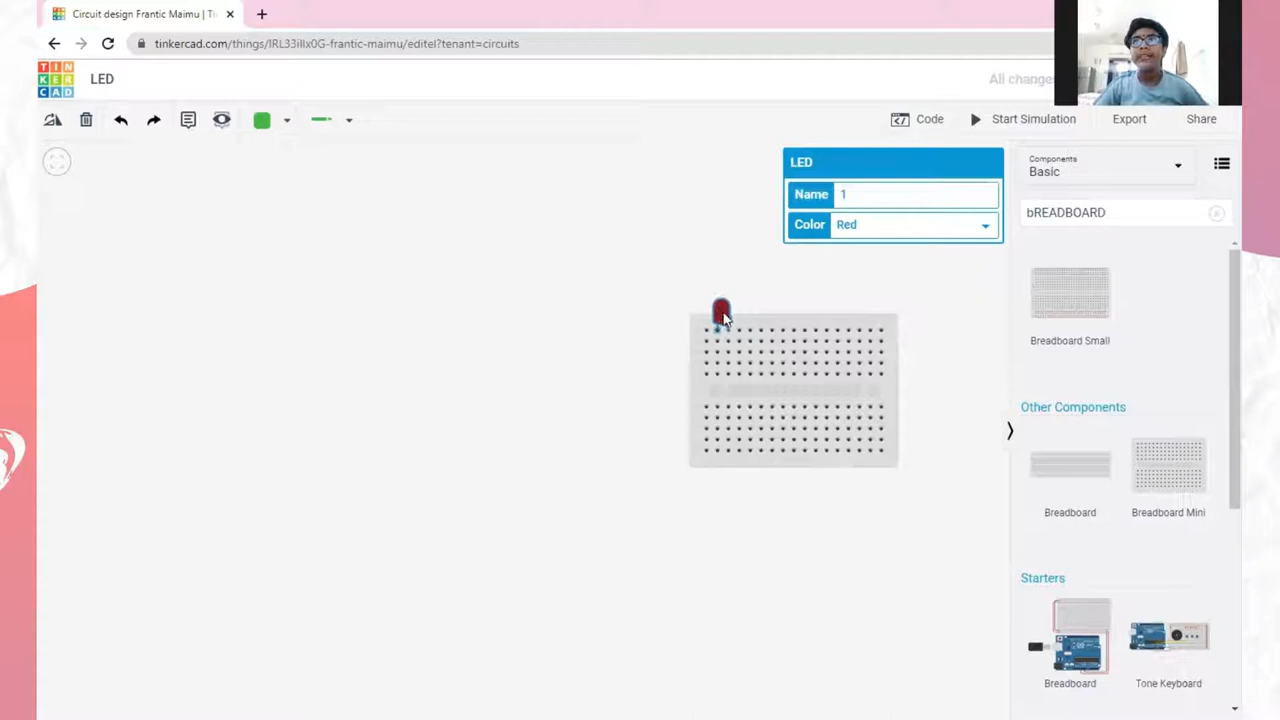 Circuit design Frantic Maimu | Ti
tinkercad.com/things/lRL33illx0G-frantic-maimu/editel?tenant=circuits
TIN
KER
CAD
LED
All changes
Code
Start Simulation
Export
Share
LED
Name 1
Color Red
Components
Basic
bREADBOARD
Breadboard Small
Other Components
Breadboard
Breadboard Mini
Starters
Breadboard
Tone Keyboard